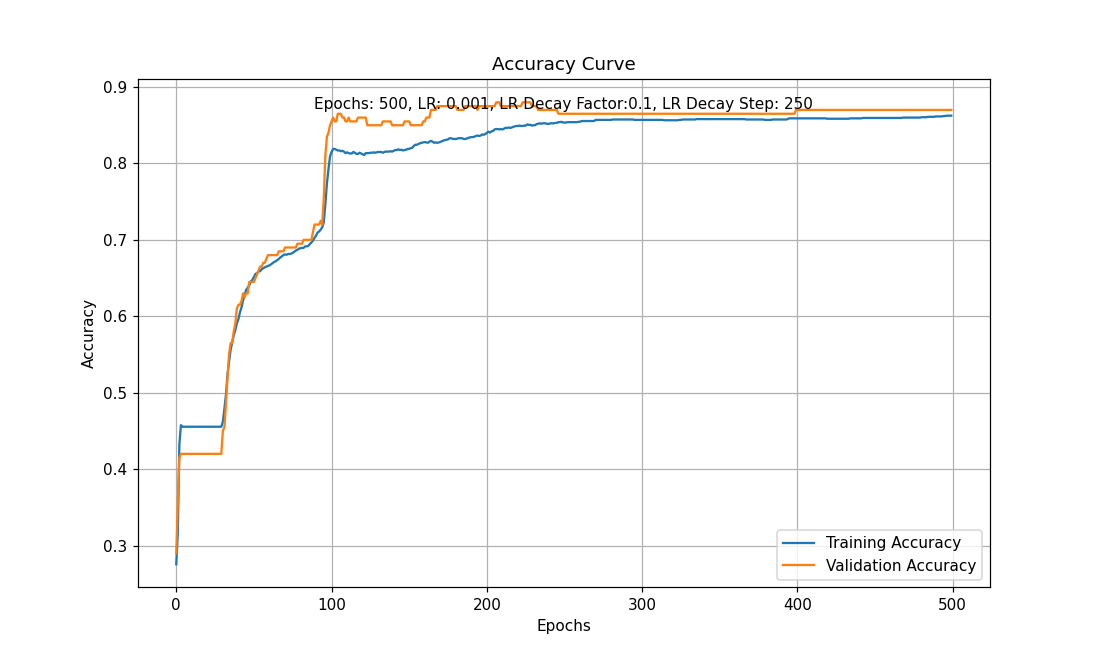 Accuracy Curve
Epochs: 500, LR: 0.001, LR Decay Factor:0.1, LR Decay Step: 250
0.9
0.8
0.7
0.6
0.5
0.4
0.3
Accuracy
Training Accuracy
Validation Accuracy
0 100 200 300 400 500
Epochs